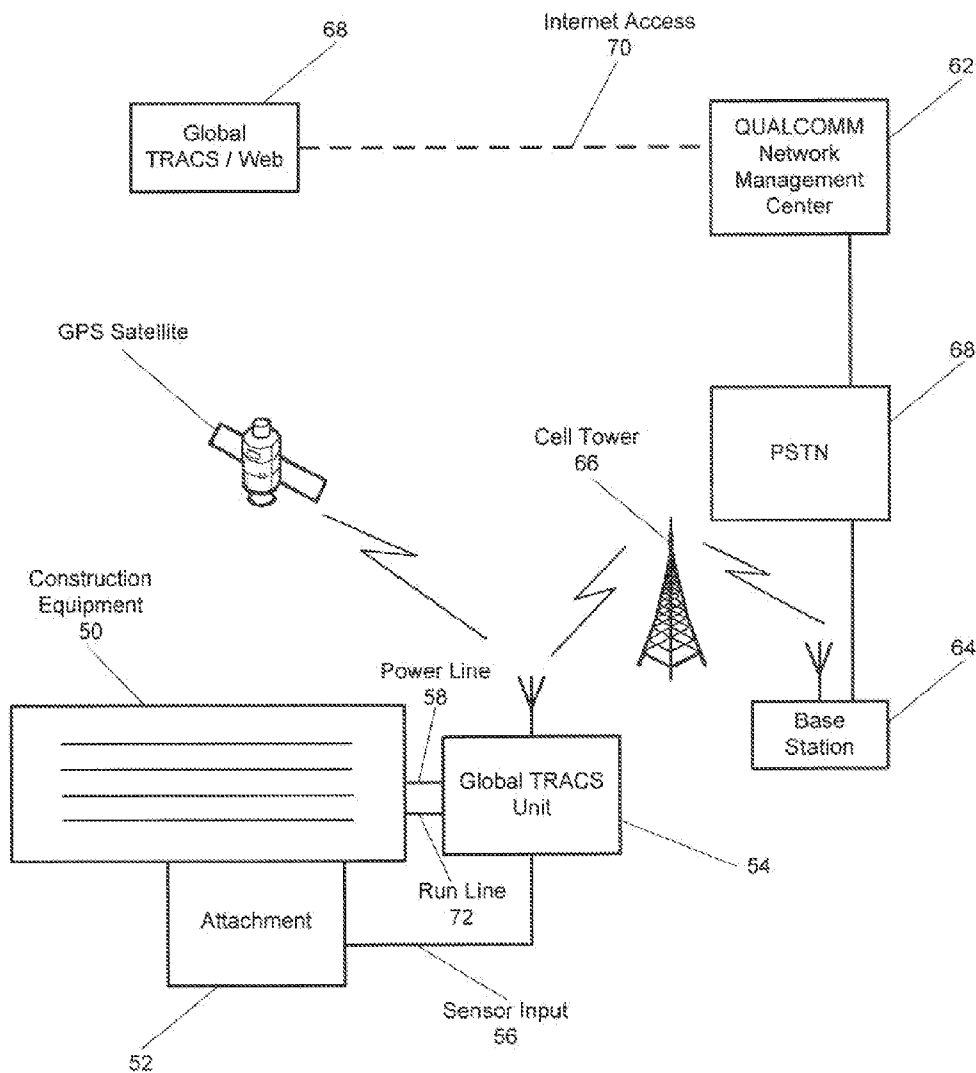 Internet Access
70
68
62
Global
TRACS / Web
QUALCOMM
Network
Management
Center
GPS Satellite
68
Cell Tower
66
PSTN
Construction
Equipment
50
Power Line
58
64
Base
Station
Global TRACS
Unit
54
Run Line
72
Attachment
Sensor Input
56
52